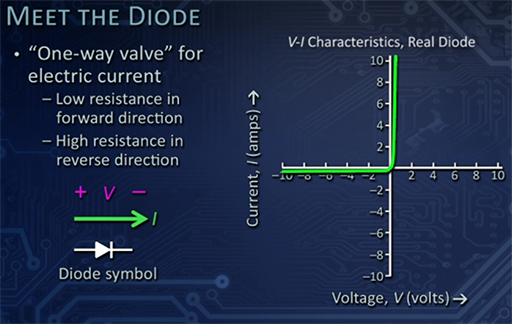 MEET THE DIODE
• “One-way valve” for
electric current
– Low resistance in
forward direction
– High resistance in
reverse direction
+ V –
I
Diode symbol
V-I Characteristics, Real Diode
Current, I (amps) →
10
8
6
4
2
–10 –8 –6 –4 –2 2 4 6 8 10
–2
–4
–6
–8
–10
Voltage, V (volts) →